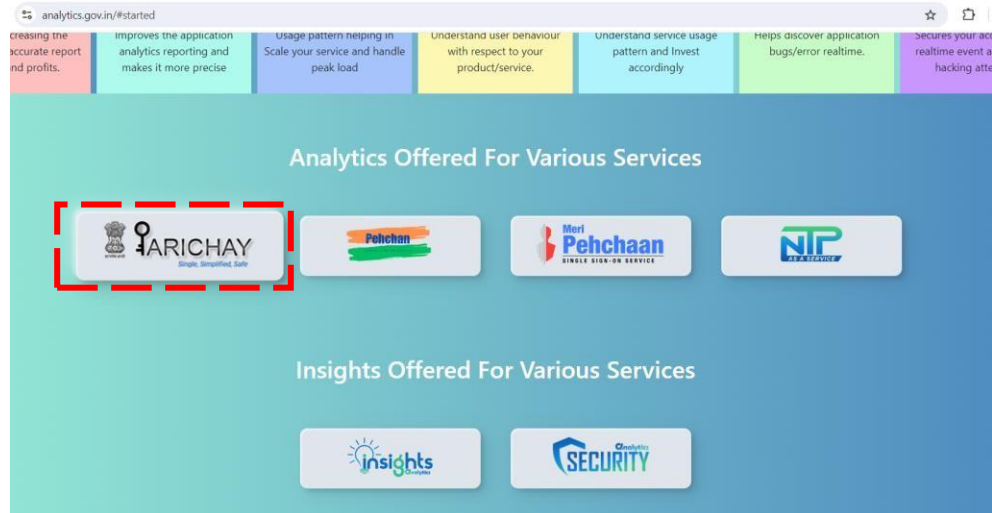 analytics.gov.in/#started
creasing the
accurate report
nd profits.
Improves the application
analytics reporting and
makes it more precise
Usage pattern helping in
Scale your service and handle
peak load
Understand user behaviour
with respect to your
product/service.
Understand service usage
pattern and Invest
accordingly
Helps discover application
bugs/error realtime.
Secures your acc
realtime event a
hacking atte
Analytics Offered For Various Services
PARICHAY
Single, Simplified, Safe
Pehchan
Meri
Pehchaan
SINGLE SIGN-ON SERVICE
NTP
AS A SERVICE
Insights Offered For Various Services
insights
analytics
analytics
SECURITY